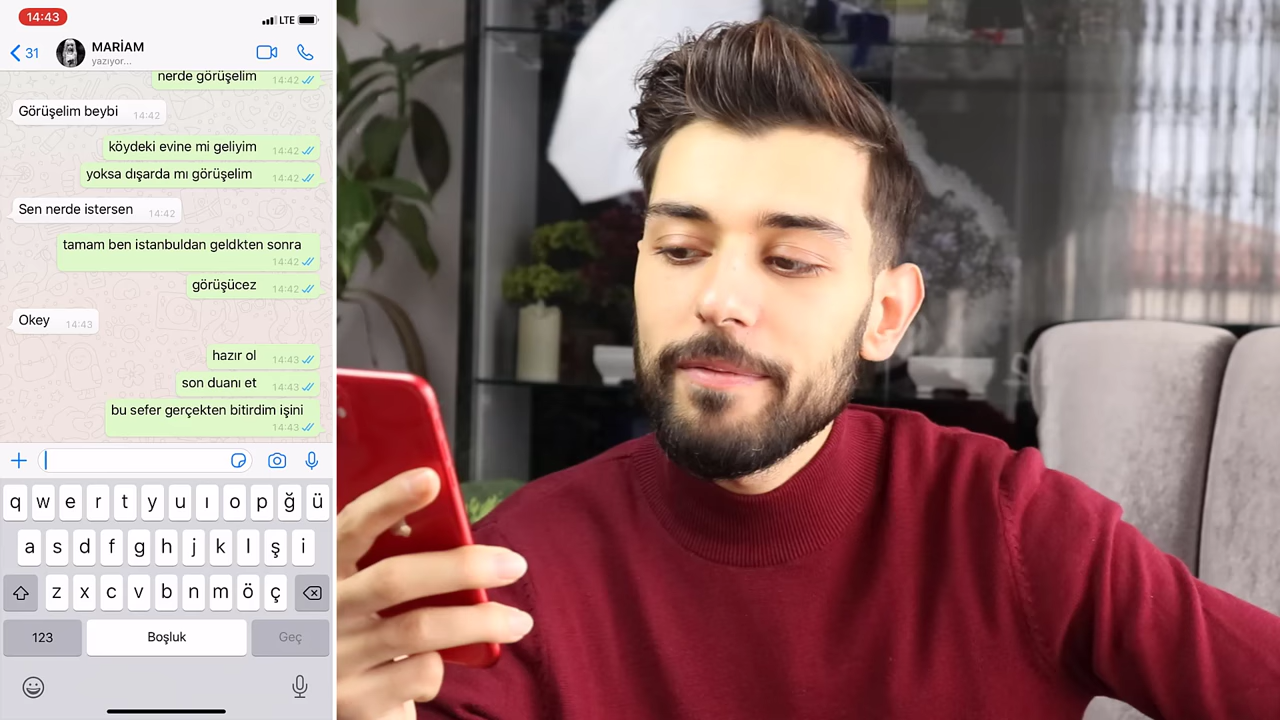 14:43
LTE
31
MARİAM
yazıyor...
nerde görüşelim 14:42
Görüşelim beybi 14:42
köydeki evine mi geliyim 14:42
yoksa dışarda mı görüşelim 14:42
Sen nerde istersen 14:42
tamam ben istanbuldan geldkten sonra
14:42
görüşücez 14:42
Okey 14:43
hazır ol 14:43
son duanı et 14:43
bu sefer gerçekten bitirdim işini
14:43
q w e r t y u ı o p ğ ü
a s d f g h j k l ş i
z x c v b n m ö ç
123 Boşluk Geç